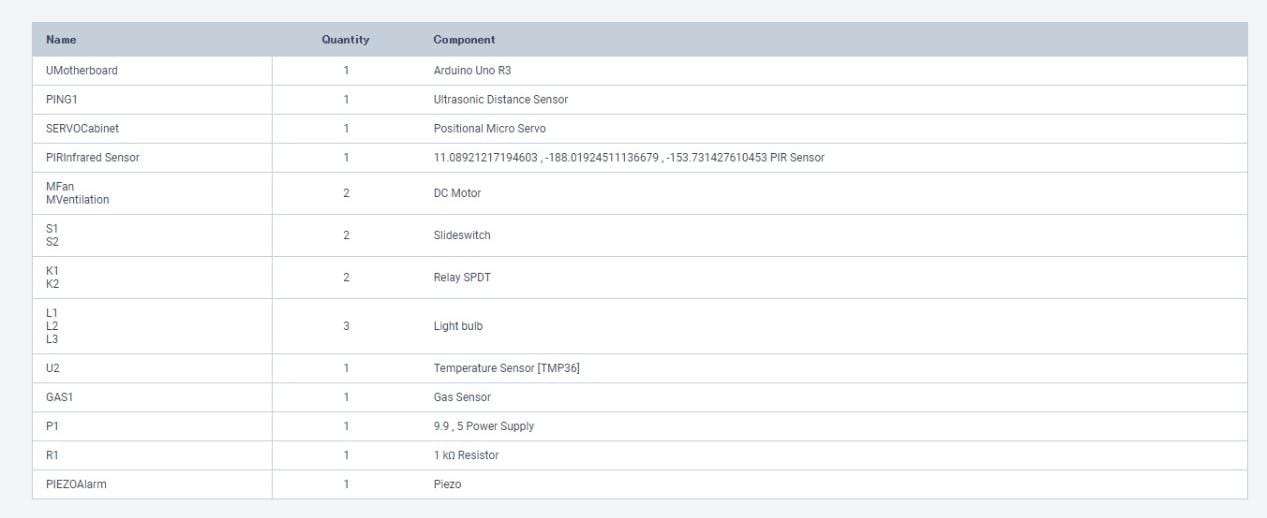 Name Quantity Component
UMotherboard 1 Arduino Uno R3
PING1 1 Ultrasonic Distance Sensor
SERVOCabinet 1 Positional Micro Servo
PIRInfrared Sensor 1 11.08921217194603 , -188.01924511136679 , -153.731427610453 PIR Sensor
MFan
MVentilation
2 DC Motor
S1
S2
2 Slideswitch
K1
K2
2 Relay SPDT
L1
L2
L3
3 Light bulb
U2 1 Temperature Sensor [TMP36]
GAS1 1 Gas Sensor
P1 1 9.9 , 5 Power Supply
R1 1 1 kΩ Resistor
PIEZOAlarm 1 Piezo